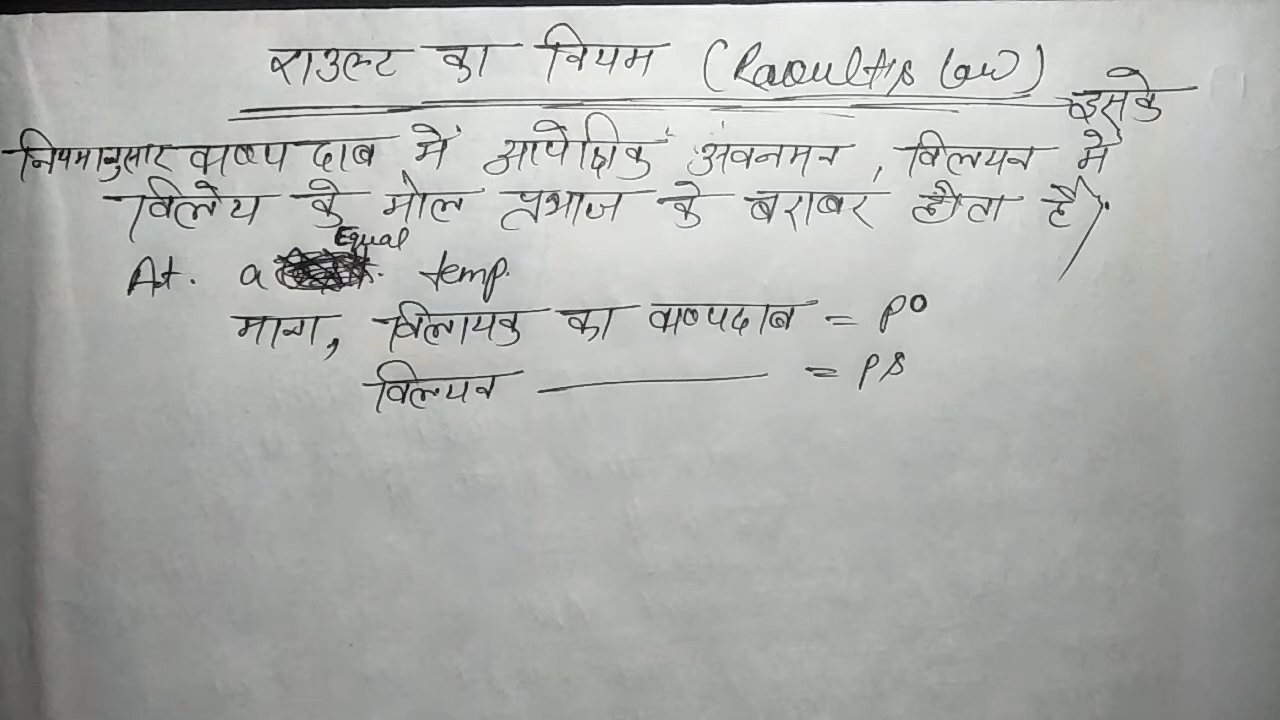 राउल्ट का नियम (Raoult's law)
इसके
नियमानुसार वाष्प दाब में आपेक्षिक अवनमन, विलयन में
विलेय के मोल प्रभाज के बराबर होता है।
Equal
At. a temp.
माना, विलायक का वाष्पदाब = P⁰
विलयन ——— = Ps